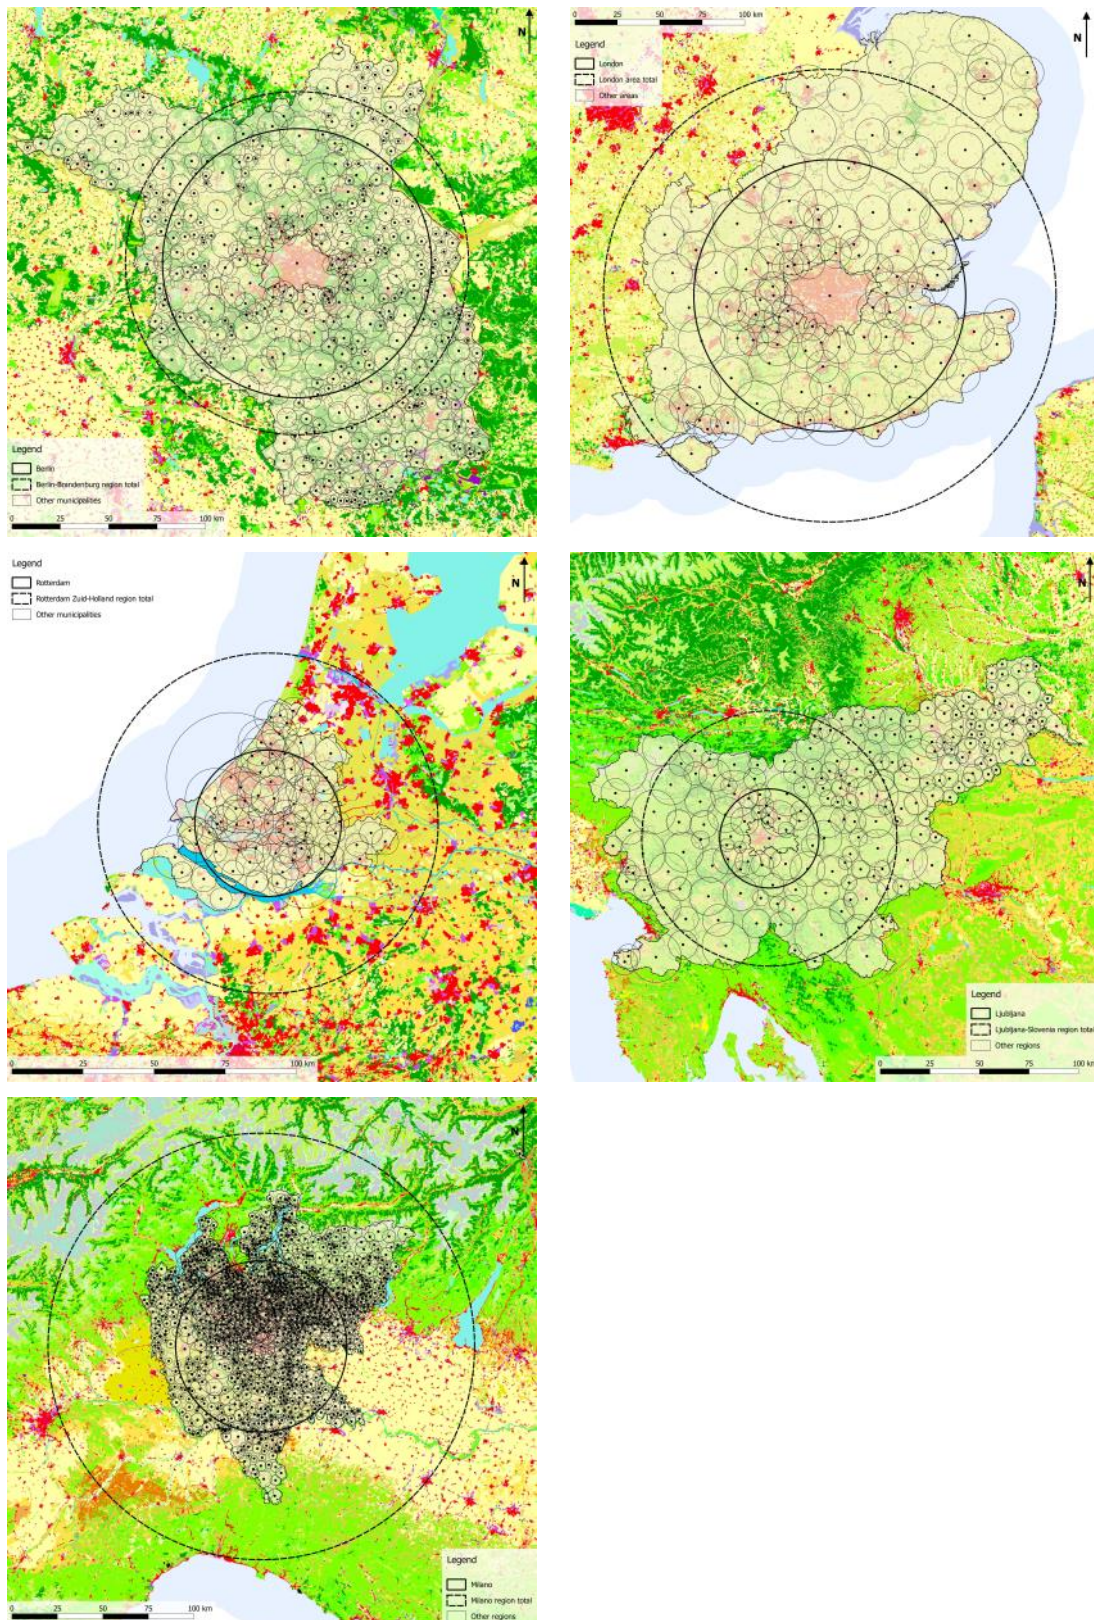 N
Legend
Berlin
Berlin-Brandenburg region total
Other municipalities
0 25 50 75 100 km
0 25 50 75 100 km
N
Legend
London
London area total
Other areas
Legend
Rotterdam
Rotterdam Zuid-Holland region total
Other municipalities
N
0 50 75 100 km
N
Legend
Ljubljana
Ljubljana-Slovenia region total
Other regions
0 25 50 75 100 km
N
Legend
Milano
Milano region total
Other regions
0 25 50 75 100 km